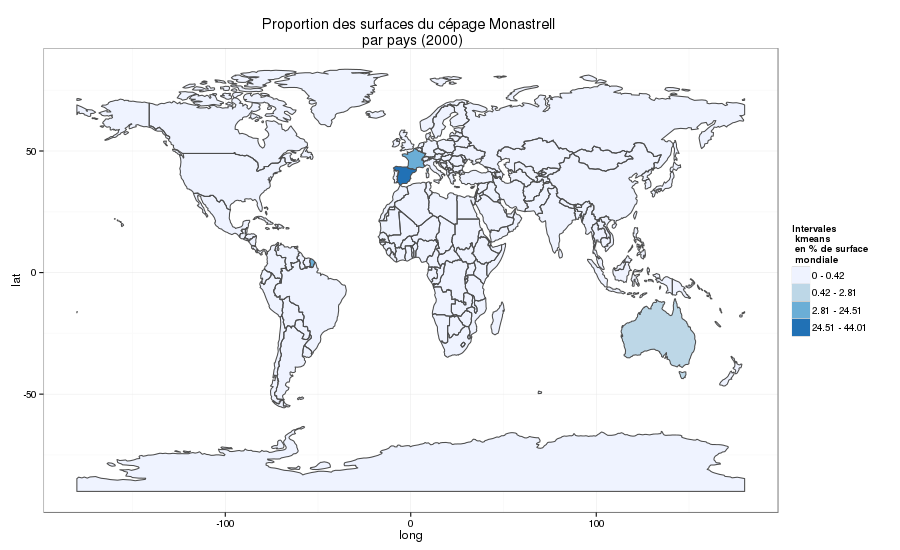 Proportion des surfaces du cépage Monastrell
par pays (2000)
50
0
-50
lat
-100
0
100
long
Intervales
kmeans
en % de surface
mondiale
0 - 0.42
0.42 - 2.81
2.81 - 24.51
24.51 - 44.01